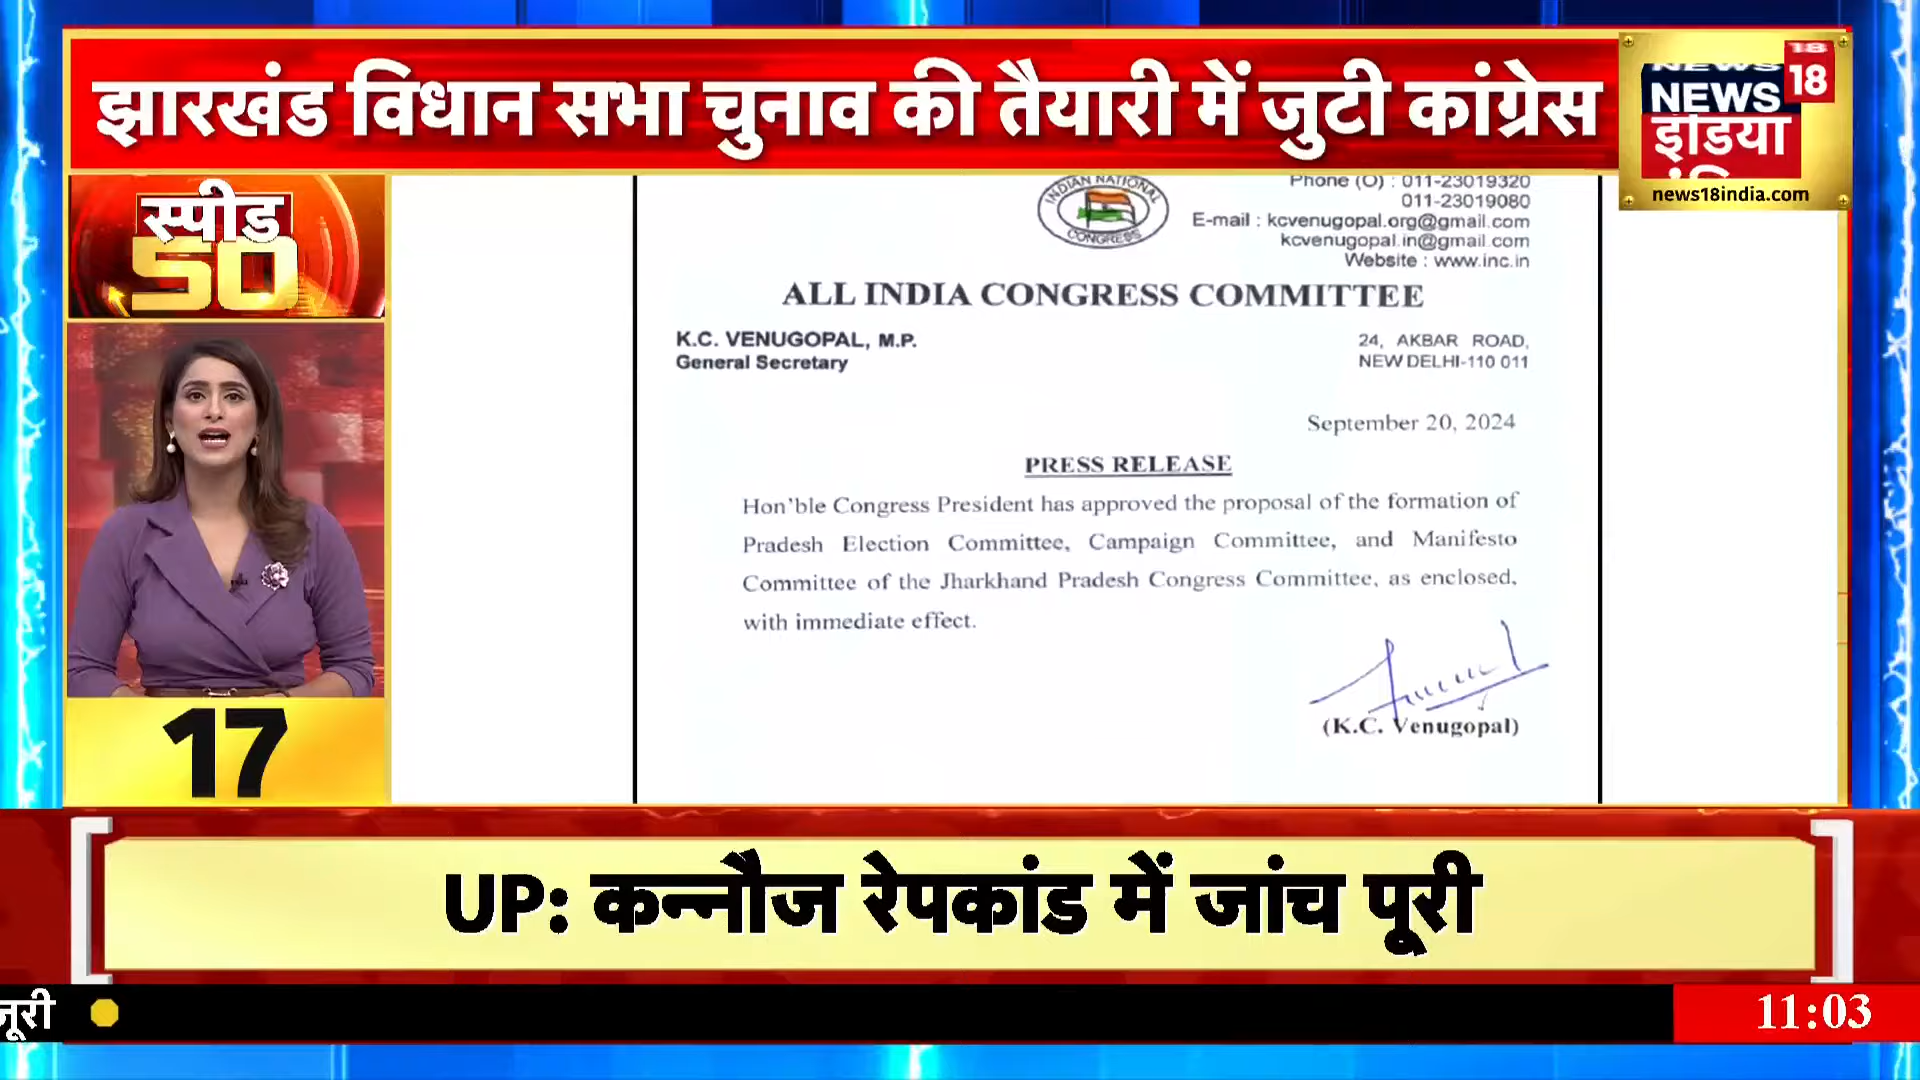 झारखंड विधान सभा चुनाव की तैयारी में जुटी कांग्रेस
18
NEWS
इंडिया
news18india.com
स्पीड
50
17
INDIAN NATIONAL
CONGRESS
Phone (O) : 011-23019320
011-23019080
E-mail : kcvenugopal.org@gmail.com
kcvenugopal.in@gmail.com
Website : www.inc.in
ALL INDIA CONGRESS COMMITTEE
K.C. VENUGOPAL, M.P.
General Secretary
24, AKBAR ROAD,
NEW DELHI-110 011
September 20, 2024
PRESS RELEASE
Hon'ble Congress President has approved the proposal of the formation of
Pradesh Election Committee, Campaign Committee, and Manifesto
Committee of the Jharkhand Pradesh Congress Committee, as enclosed,
with immediate effect.
(K.C. Venugopal)
UP: कन्नौज रेपकांड में जांच पूरी
11:03